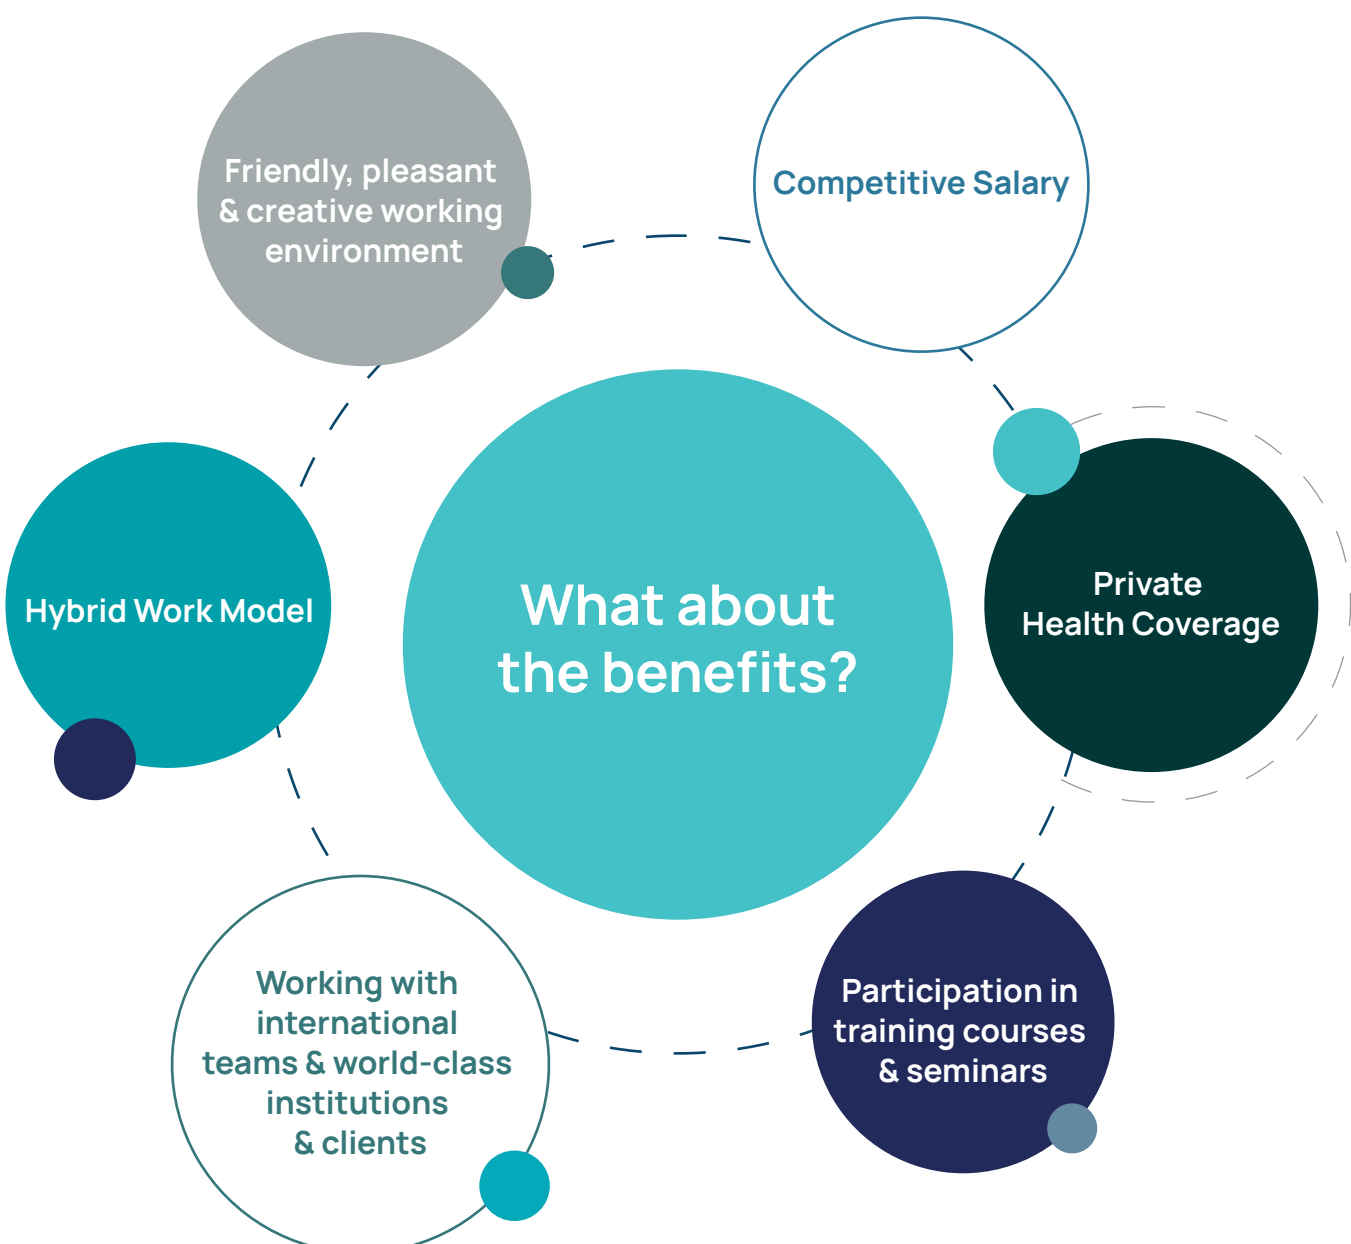 Friendly, pleasant
& creative working
environment
Competitive Salary
Hybrid Work Model
What about
the benefits?
Private
Health Coverage
Working with
international
teams & world-class
institutions
& clients
Participation in
training courses
& seminars